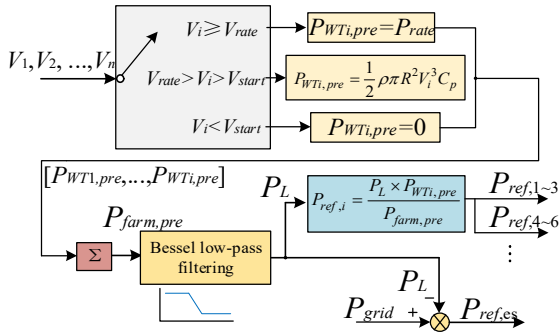 V1,V2, ...,Vn
Vi≥Vrate
PWTi,pre=Prate
Vrate>Vi>Vstart
PWTi,pre=1/2 ρπR²Vi³Cp
Vi<Vstart
PWTi,pre=0
[PWT1,pre,...,PWTi,pre]
PL
Pref,i = PL × PWTi,pre / Pfarm,pre
Pref,1~3
Pref,4~6
⋮
Pfarm,pre
Σ
Bessel low-pass
filtering
PL
−
Pgrid
+
Pref,es